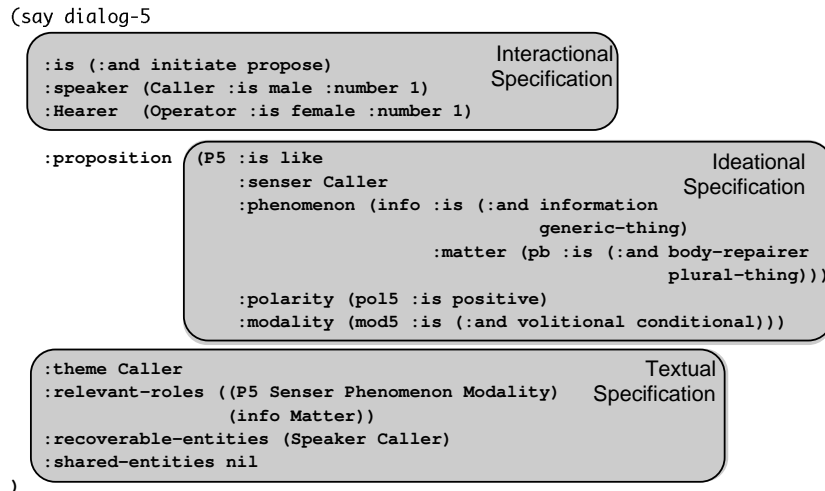 (say dialog-5
Interactional
Specification
:is (:and initiate propose)
:speaker (Caller :is male :number 1)
:Hearer (Operator :is female :number 1)
:proposition (P5 :is like
Ideational
Specification
:senser Caller
:phenomenon (info :is (:and information
generic-thing)
:matter (pb :is (:and body-repairer
plural-thing)))
:polarity (pol5 :is positive)
:modality (mod5 :is (:and volitional conditional)))
:theme Caller
Textual
Specification
:relevant-roles ((P5 Senser Phenomenon Modality)
(info Matter))
:recoverable-entities (Speaker Caller)
:shared-entities nil
)